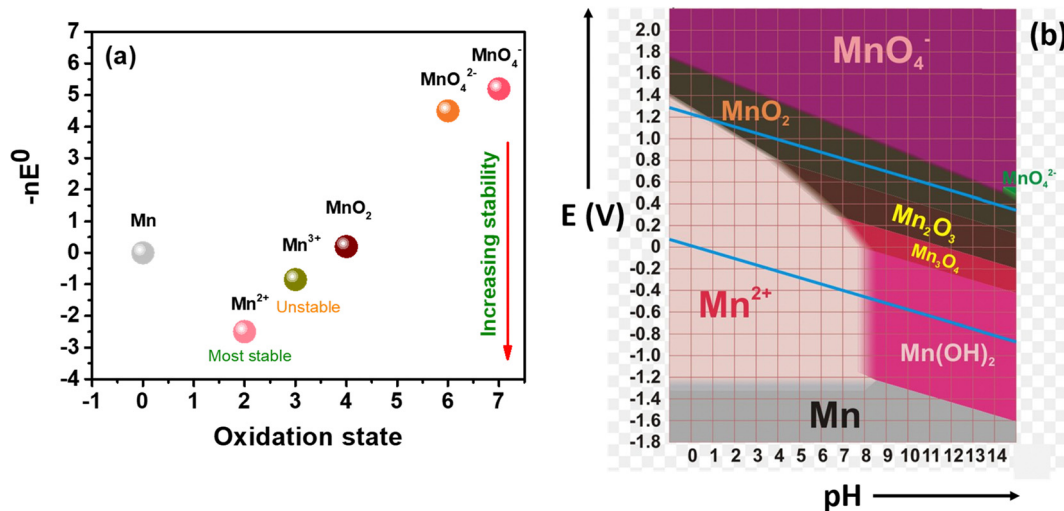 (a)
-nE⁰
7
6
5
4
3
2
1
0
-1
-2
-3
-4
-1 0 1 2 3 4 5 6 7
Oxidation state
Mn
Mn²⁺
Most stable
Mn³⁺
Unstable
MnO₂
MnO₄²⁻
MnO₄⁻
Increasing stability
(b)
E (V)
2.0
1.8
1.6
1.4
1.2
1.0
0.8
0.6
0.4
0.2
0
-0.2
-0.4
-0.6
-0.8
-1.0
-1.2
-1.4
-1.6
-1.8
MnO₄⁻
MnO₂
MnO₄²⁻
Mn₂O₃
Mn₃O₄
Mn²⁺
Mn(OH)₂
Mn
0 1 2 3 4 5 6 7 8 9 10 11 12 13 14
pH